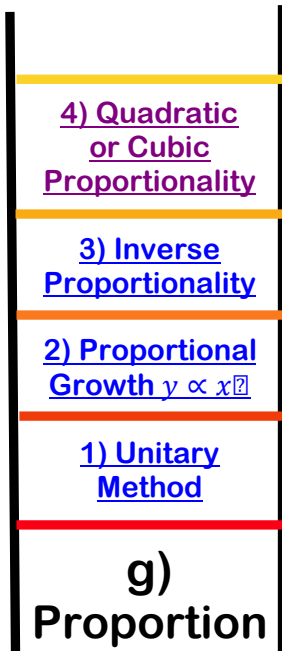 4) Quadratic
or Cubic
Proportionality
3) Inverse
Proportionality
2) Proportional
Growth 𝑦 ∝ 𝑥⍰
1) Unitary
Method
g)
Proportion